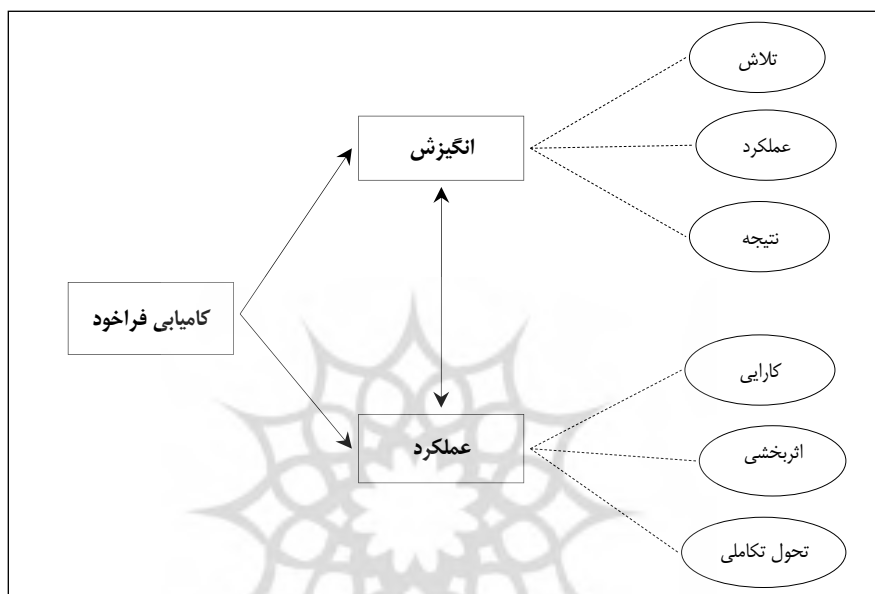 تلاش
انگیزش
عملکرد
نتیجه
کامیابی فراخود
کارایی
عملکرد
اثربخشی
تحول تکاملی